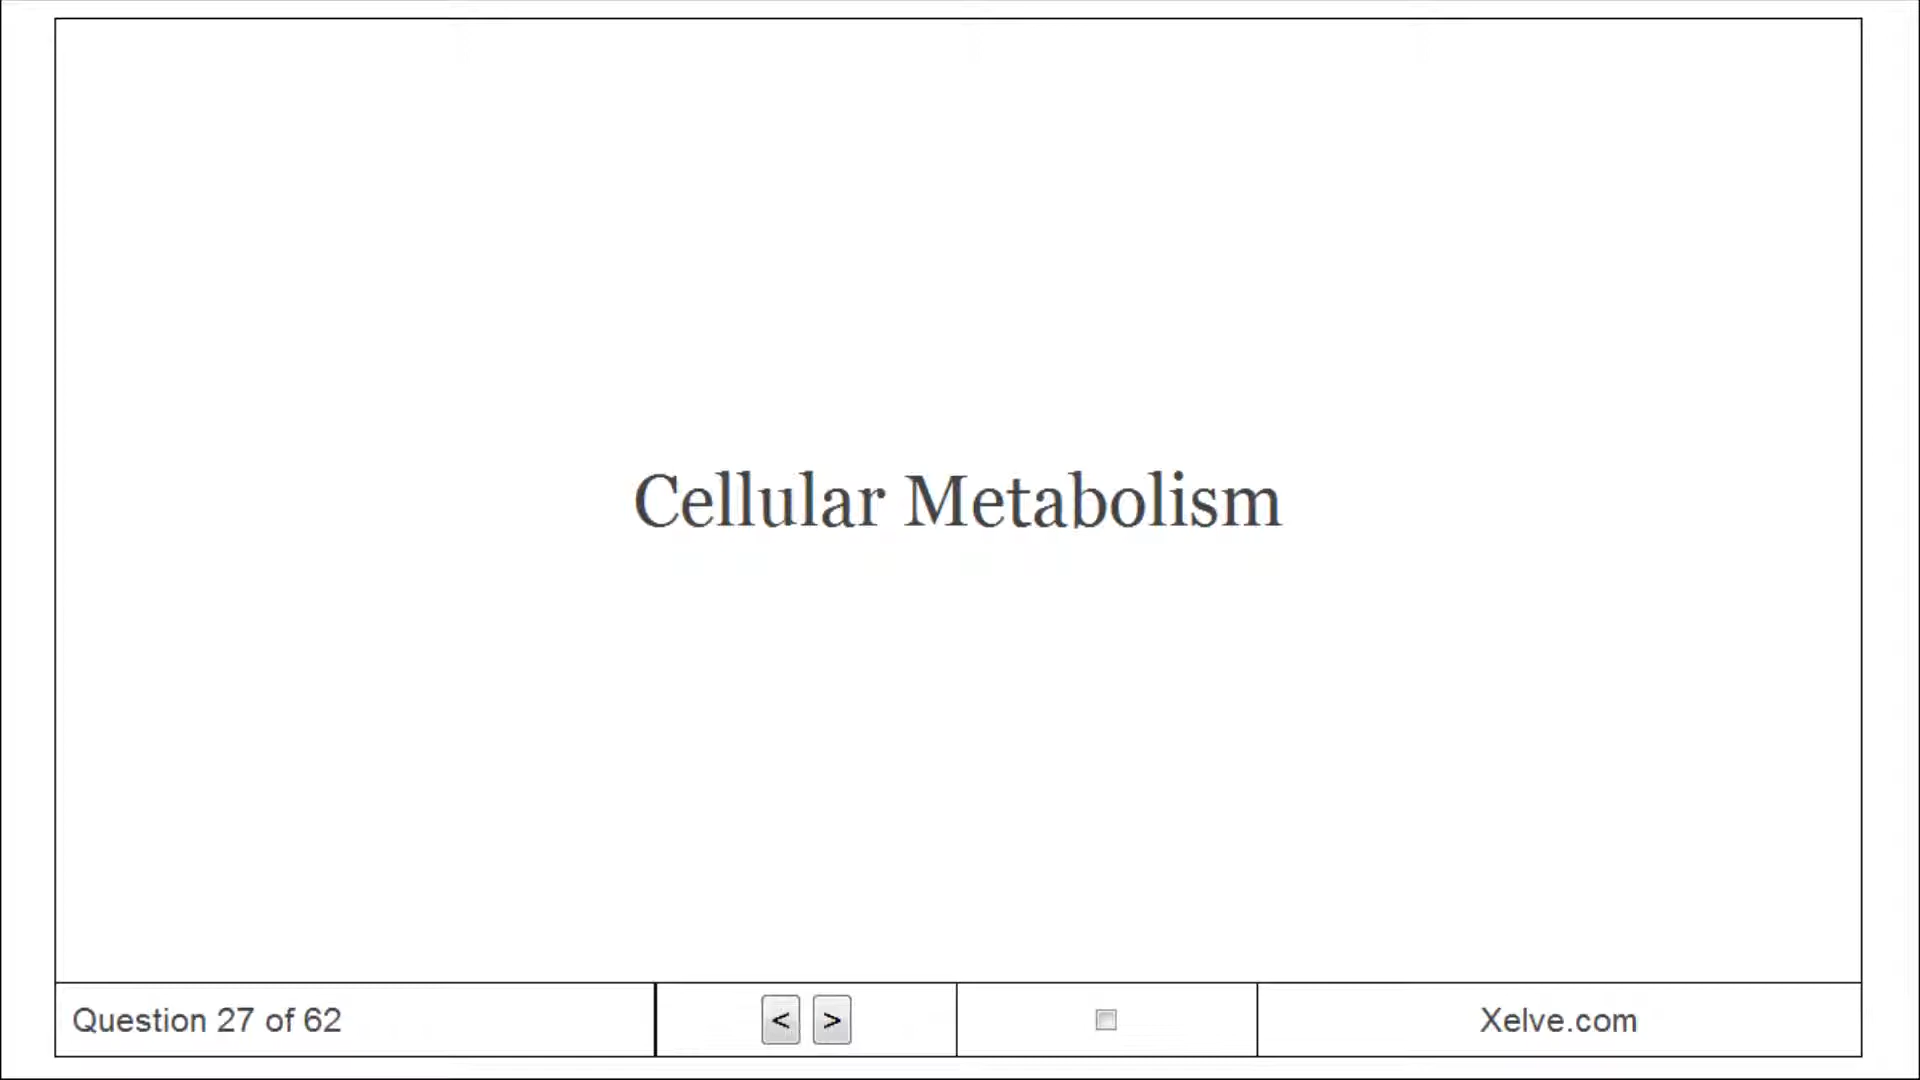 Cellular Metabolism
Question 27 of 62
<
>
Xelve.com